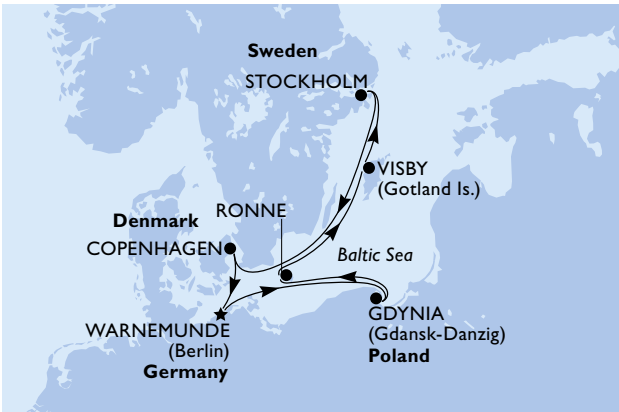 Sweden
STOCKHOLM
VISBY
(Gotland Is.)
RONNE
Denmark
COPENHAGEN
Baltic Sea
GDYNIA
(Gdansk-Danzig)
Poland
WARNEMUNDE
(Berlin)
Germany